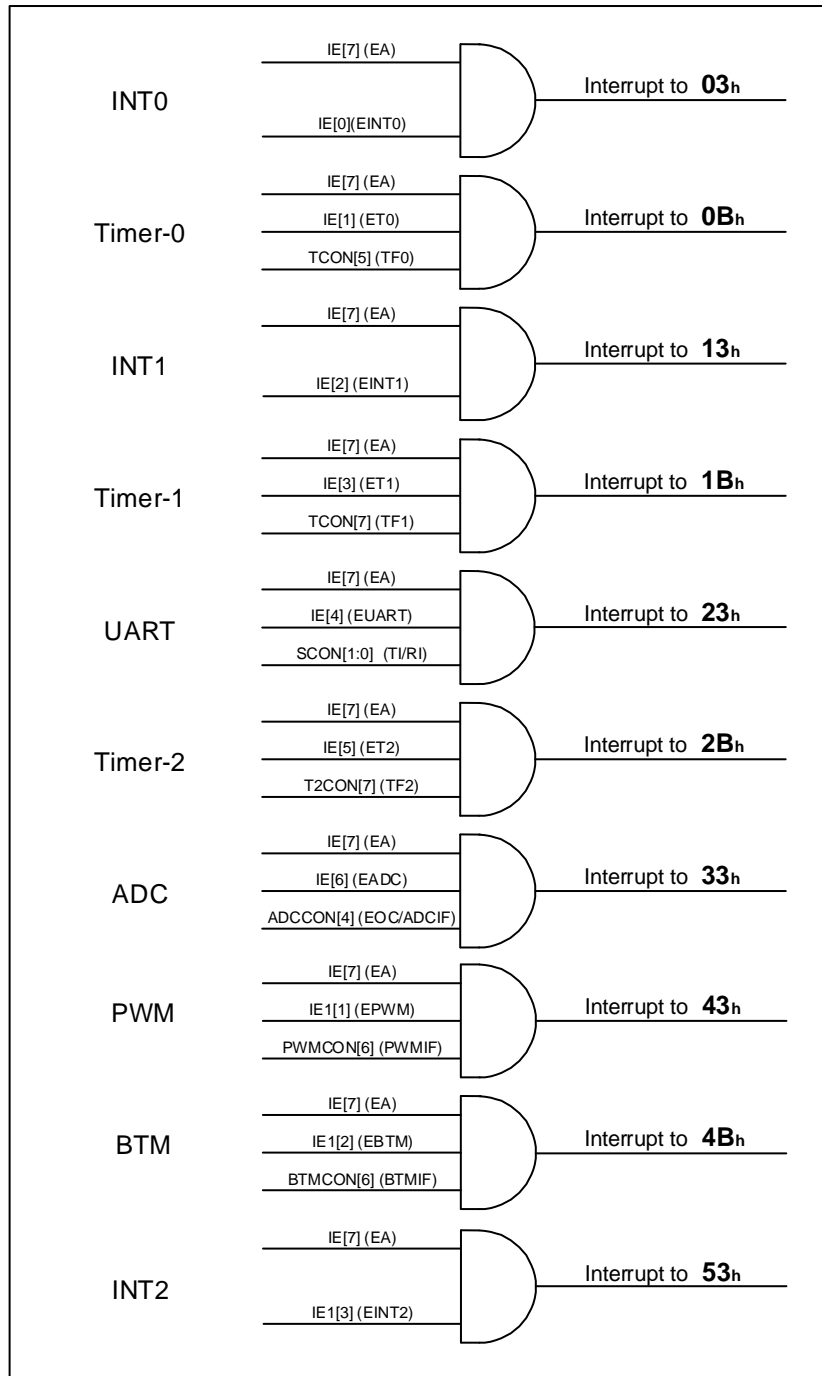 IE[7] (EA)
INT0
Interrupt to 03h
IE[0](EINT0)
IE[7] (EA)
Timer-0
IE[1] (ET0)
Interrupt to 0Bh
TCON[5] (TF0)
IE[7] (EA)
INT1
Interrupt to 13h
IE[2] (EINT1)
IE[7] (EA)
Timer-1
IE[3] (ET1)
Interrupt to 1Bh
TCON[7] (TF1)
IE[7] (EA)
UART
IE[4] (EUART)
Interrupt to 23h
SCON[1:0] (TI/RI)
IE[7] (EA)
Timer-2
IE[5] (ET2)
Interrupt to 2Bh
T2CON[7] (TF2)
IE[7] (EA)
ADC
IE[6] (EADC)
Interrupt to 33h
ADCCON[4] (EOC/ADCIF)
IE[7] (EA)
PWM
IE1[1] (EPWM)
Interrupt to 43h
PWMCON[6] (PWMIF)
IE[7] (EA)
BTM
IE1[2] (EBTM)
Interrupt to 4Bh
BTMCON[6] (BTMIF)
IE[7] (EA)
INT2
Interrupt to 53h
IE1[3] (EINT2)